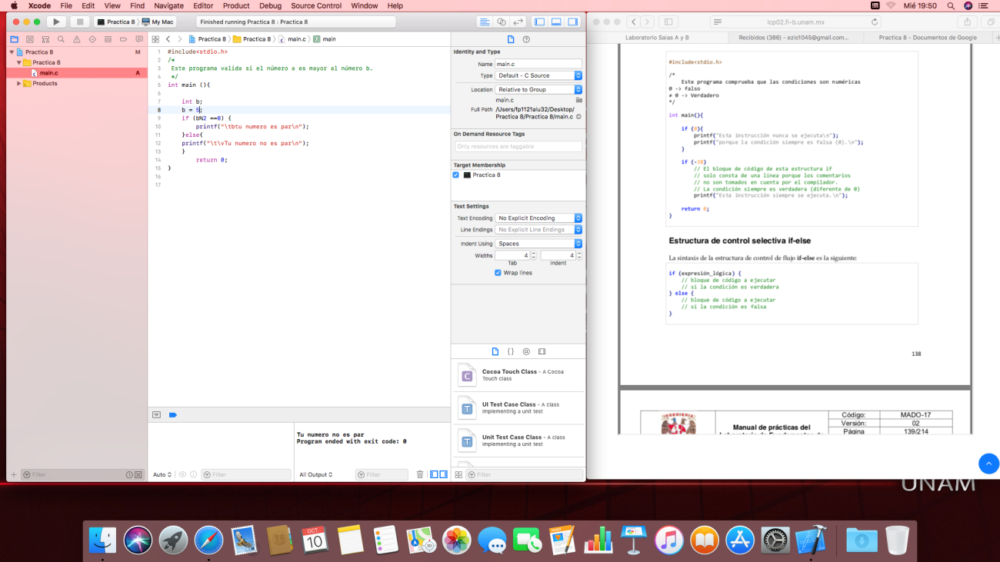 Xcode File Edit View Find Navigate Editor Product Debug Source Control Window Help
Mié 19:50
Practica 8 My Mac
Finished running Practica 8 : Practica 8
Practica 8 Practica 8 main.c main
Practica 8 M
Practica 8
main.c A
Products
Filter
1 #include<stdio.h>
2 /*
3 Este programa valida si el número a es mayor al número b.
4 */
5 int main (){
6
7 int b;
8 b = 5;
9 if (b%2 ==0) {
10 printf("\tbtu numero es par\n");
11 }else{
12 printf("\t\vTu numero no es par\n");
13 }
14 return 0;
15 }
16
17
Auto
Filter
Tu numero no es par
Program ended with exit code: 0
All Output
Filter
Identity and Type
Name main.c
Type Default - C Source
Location Relative to Group
main.c
Full Path /Users/fp1121alu32/Desktop/
Practica 8/Practica 8/main.c
On Demand Resource Tags
Only resources are taggable
Target Membership
Practica 8
Text Settings
Text Encoding No Explicit Encoding
Line Endings No Explicit Line Endings
Indent Using Spaces
Widths 4 4
Tab Indent
Wrap lines
{ }
C
Cocoa Touch Class - A Cocoa
Touch class
T
UI Test Case Class - A class
implementing a unit test
T
Unit Test Case Class - A class
implementing a unit test
Filter
icp02.fi-b.unam.mx
Laboratorio Salas A y B Recibidos (386) - ezio1045@gmail.com... Practica 8 - Documentos de Google
#include<stdio.h>
/*
Este programa comprueba que las condiciones son numéricas
0 -> falso
≠ 0 -> Verdadero
*/
int main(){
if (0){
printf("Esta instrucción nunca se ejecuta\n");
printf("porque la condición siempre es falsa (0).\n");
}
if (-38)
// El bloque de código de esta estructura if
// solo consta de una línea porque los comentarios
// no son tomados en cuenta por el compilador.
// La condición siempre es verdadera (diferente de 0)
printf("Esta instrucción siempre se ejecuta.\n");
return 0;
}
Estructura de control selectiva if-else
La sintaxis de la estructura de control de flujo if-else es la siguiente:
if (expresión_lógica) {
// bloque de código a ejecutar
// si la condición es verdadera
} else {
// bloque de código a ejecutar
// si la condición es falsa
}
138
INGENIERIA
Manual de prácticas del
Código: MADO-17
Versión: 02
Página 139/214
UNAM
OCT
10
3D